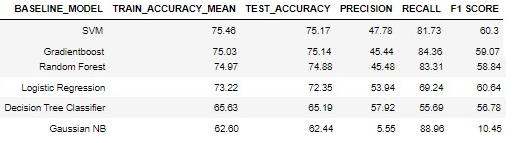 BASELINE_MODEL TRAIN_ACCURACY_MEAN TEST_ACCURACY PRECISION RECALL F1 SCORE
SVM 75.46 75.17 47.78 81.73 60.3
Gradientboost 75.03 75.14 45.44 84.36 59.07
Random Forest 74.97 74.88 45.48 83.31 58.84
Logistic Regression 73.22 72.35 53.94 69.24 60.64
Decision Tree Classifier 65.63 65.19 57.92 55.69 56.78
Gaussian NB 62.60 62.44 5.55 88.96 10.45